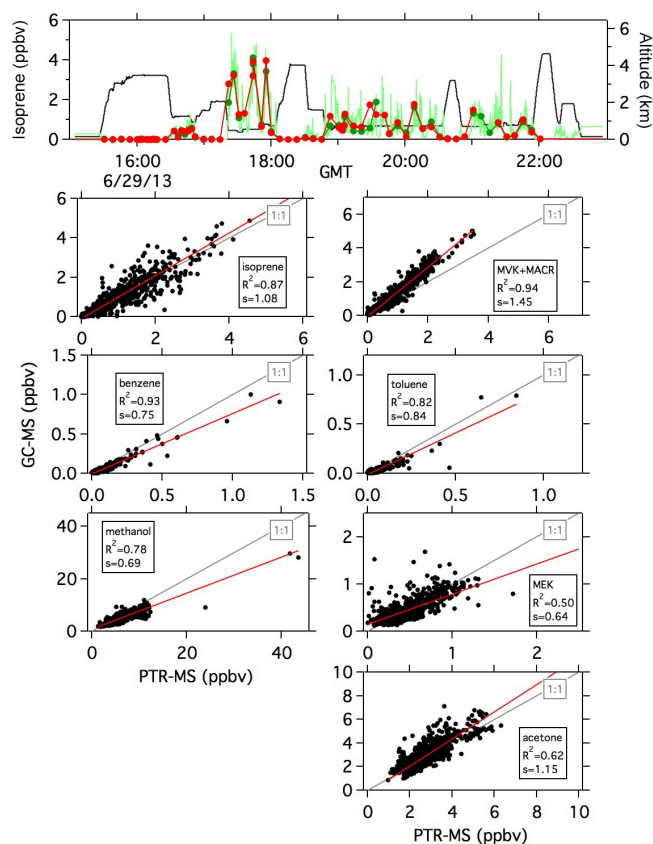 Isoprene (ppbv)
6
4
2
0
6
4
2
0
Altitude (km)
16:00
18:00
20:00
22:00
6/29/13
GMT
6
4
2
0
1:1
isoprene
R²=0.87
s=1.08
0
2
4
6
6
4
2
0
1:1
MVK+MACR
R²=0.94
s=1.45
0
2
4
6
GC-MS (ppbv)
1.5
1.0
0.5
0.0
1:1
benzene
R²=0.93
s=0.75
0.0
0.5
1.0
1.5
1.0
0.5
0.0
1:1
toluene
R²=0.82
s=0.84
0.0
0.5
1.0
40
20
0
1:1
methanol
R²=0.78
s=0.69
0
20
40
PTR-MS (ppbv)
2
1
0
1:1
MEK
R²=0.50
s=0.64
0
1
2
10
8
6
4
2
0
1:1
acetone
R²=0.62
s=1.15
0
2
4
6
8
10
PTR-MS (ppbv)